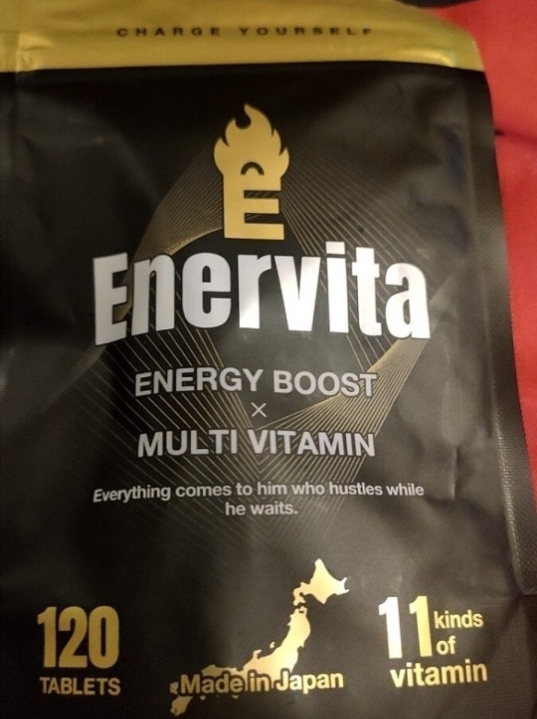 CHARGE YOURSELF
E
Enervita
ENERGY BOOST
×
MULTI VITAMIN
Everything comes to him who hustles while
he waits.
120
TABLETS
Made in Japan
11 kinds
of
vitamin